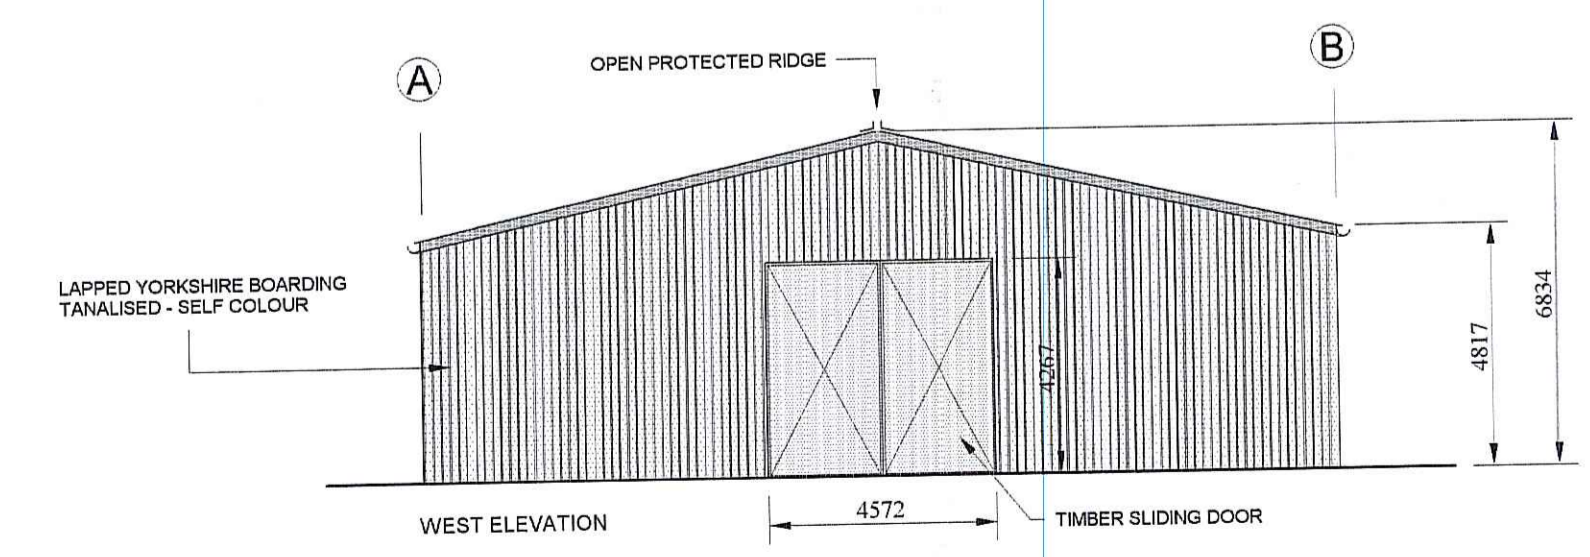 A
OPEN PROTECTED RIDGE
B
LAPPED YORKSHIRE BOARDING
TANALISED - SELF COLOUR
4267
4817
6834
4572
WEST ELEVATION
TIMBER SLIDING DOOR